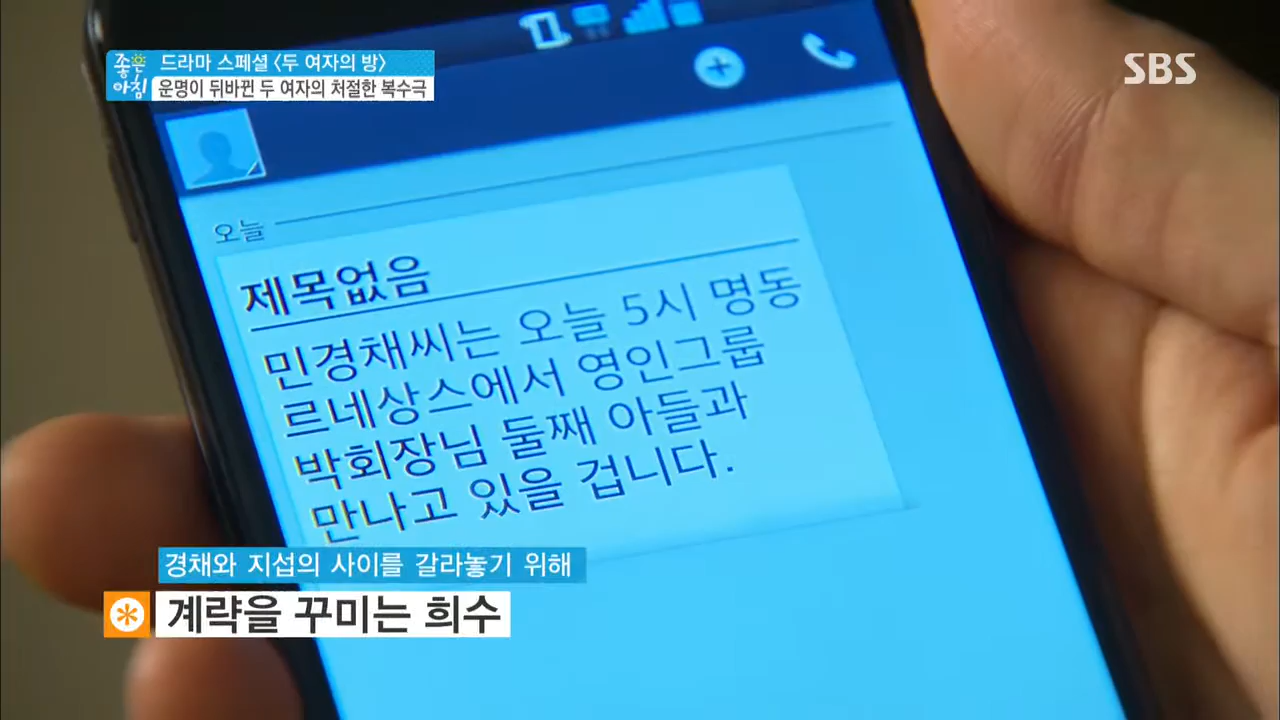 좋은
아침
드라마 스페셜 <두 여자의 방>
운명이 뒤바뀐 두 여자의 처절한 복수극
SBS
오늘
제목없음
민경채씨는 오늘 5시 명동
르네상스에서 영인그룹
박회장님 둘째 아들과
만나고 있을 겁니다.
경채와 지섭의 사이를 갈라놓기 위해
계략을 꾸미는 희수